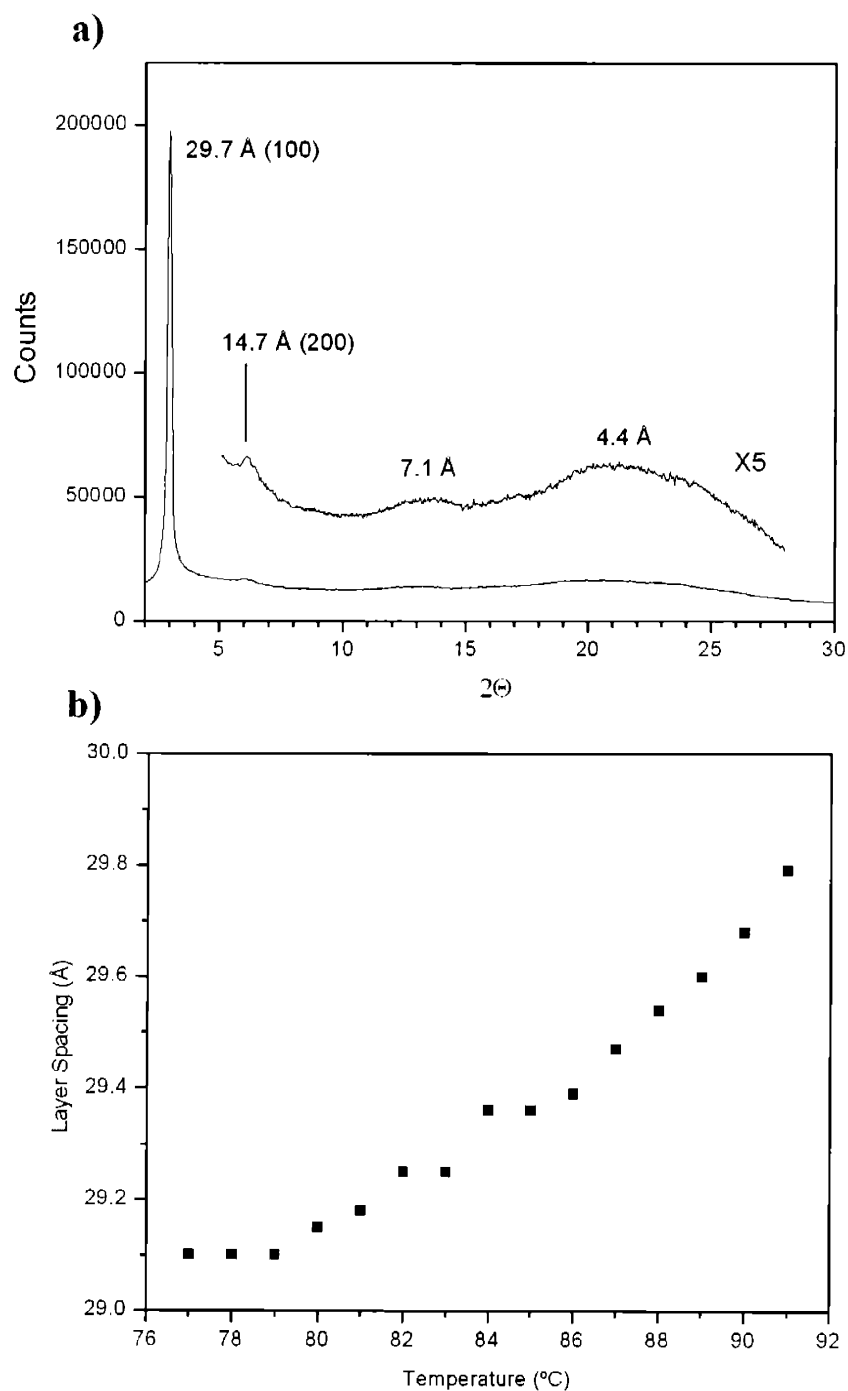 a)
200000
150000
100000
50000
0
Counts
29.7 Å (100)
14.7 Å (200)
7.1 Å
4.4 Å
X5
5 10 15 20 25 30
2Θ
b)
30.0
29.8
29.6
29.4
29.2
29.0
Layer Spacing (Å)
76 78 80 82 84 86 88 90 92
Temperature (ºC)